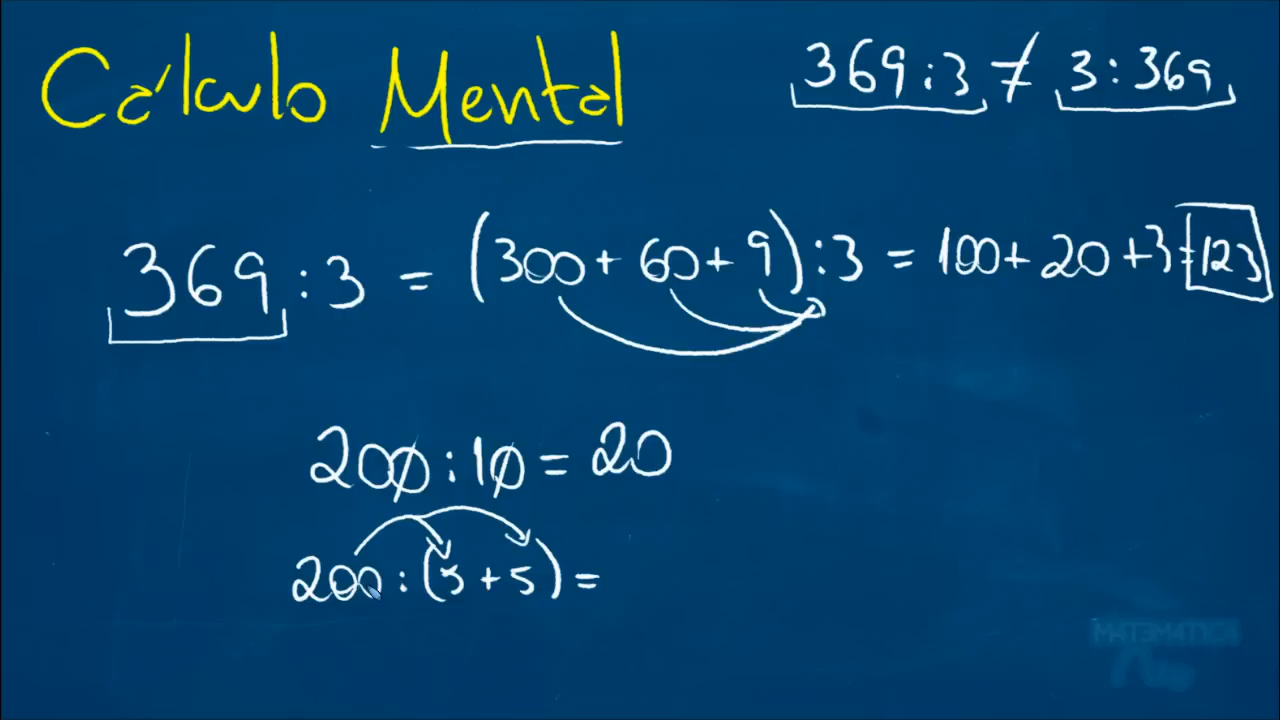 Cálculo Mental
369:3 ≠ 3:369
369:3 = (300+60+9):3 = 100+20+3=123
200:10 = 20
200:(5+5)=
MATEMÁTICA